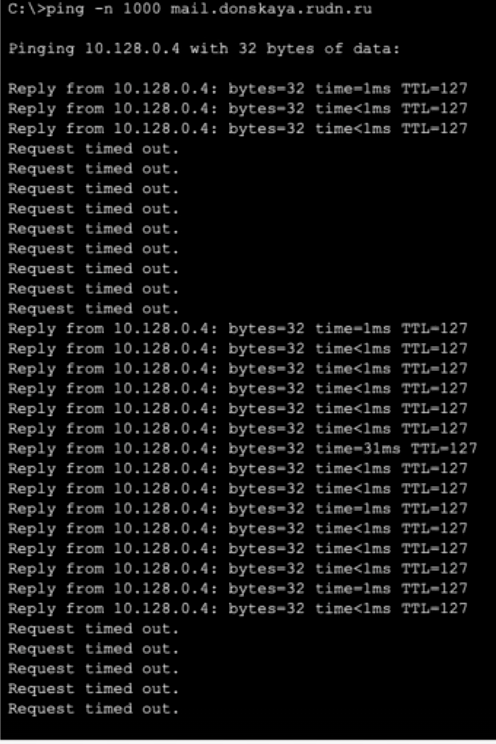 C:\>ping -n 1000 mail.donskaya.rudn.ru
Pinging 10.128.0.4 with 32 bytes of data:
Reply from 10.128.0.4: bytes=32 time=1ms TTL=127
Reply from 10.128.0.4: bytes=32 time<1ms TTL=127
Reply from 10.128.0.4: bytes=32 time<1ms TTL=127
Request timed out.
Request timed out.
Request timed out.
Request timed out.
Request timed out.
Request timed out.
Request timed out.
Request timed out.
Request timed out.
Reply from 10.128.0.4: bytes=32 time=1ms TTL=127
Reply from 10.128.0.4: bytes=32 time<1ms TTL=127
Reply from 10.128.0.4: bytes=32 time<1ms TTL=127
Reply from 10.128.0.4: bytes=32 time<1ms TTL=127
Reply from 10.128.0.4: bytes=32 time<1ms TTL=127
Reply from 10.128.0.4: bytes=32 time<1ms TTL=127
Reply from 10.128.0.4: bytes=32 time=31ms TTL=127
Reply from 10.128.0.4: bytes=32 time<1ms TTL=127
Reply from 10.128.0.4: bytes=32 time<1ms TTL=127
Reply from 10.128.0.4: bytes=32 time=1ms TTL=127
Reply from 10.128.0.4: bytes=32 time<1ms TTL=127
Reply from 10.128.0.4: bytes=32 time<1ms TTL=127
Reply from 10.128.0.4: bytes=32 time<1ms TTL=127
Reply from 10.128.0.4: bytes=32 time=1ms TTL=127
Reply from 10.128.0.4: bytes=32 time<1ms TTL=127
Request timed out.
Request timed out.
Request timed out.
Request timed out.
Request timed out.